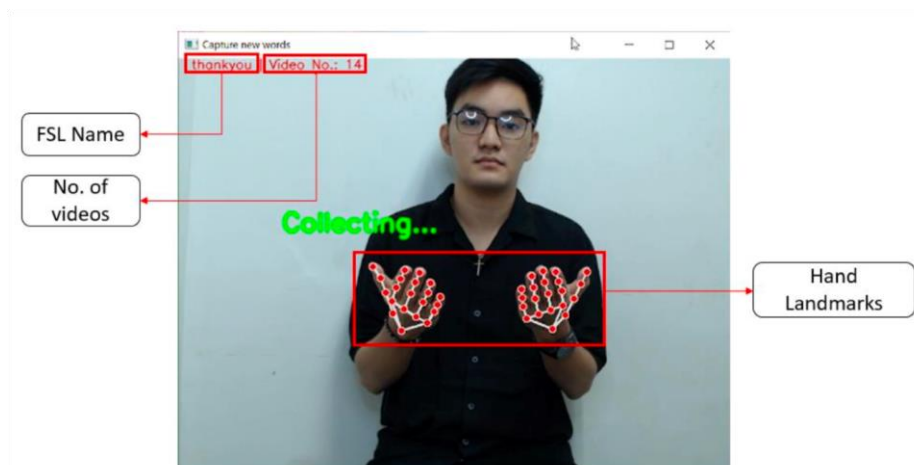 Capture new words
thankyou Video No.: 14
FSL Name
No. of
videos
Collecting...
Hand
Landmarks